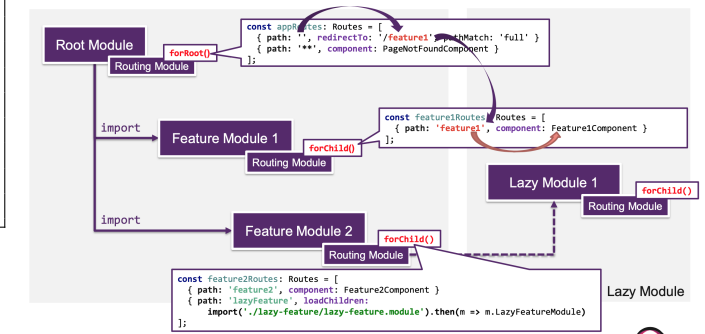 const appRoutes: Routes = [
{ path: '', redirectTo: '/feature1', pathMatch: 'full' }
{ path: '**', component: PageNotFoundComponent }
];
Root Module
forRoot()
Routing Module
const feature1Routes: Routes = [
{ path: 'feature1', component: Feature1Component }
];
import
Feature Module 1
forChild()
Routing Module
Lazy Module 1
forChild()
Routing Module
import
Feature Module 2
forChild()
Routing Module
const feature2Routes: Routes = [
{ path: 'feature2', component: Feature2Component }
{ path: 'lazyFeature', loadChildren:
import('./lazy-feature/lazy-feature.module').then(m => m.LazyFeatureModule)
];
Lazy Module